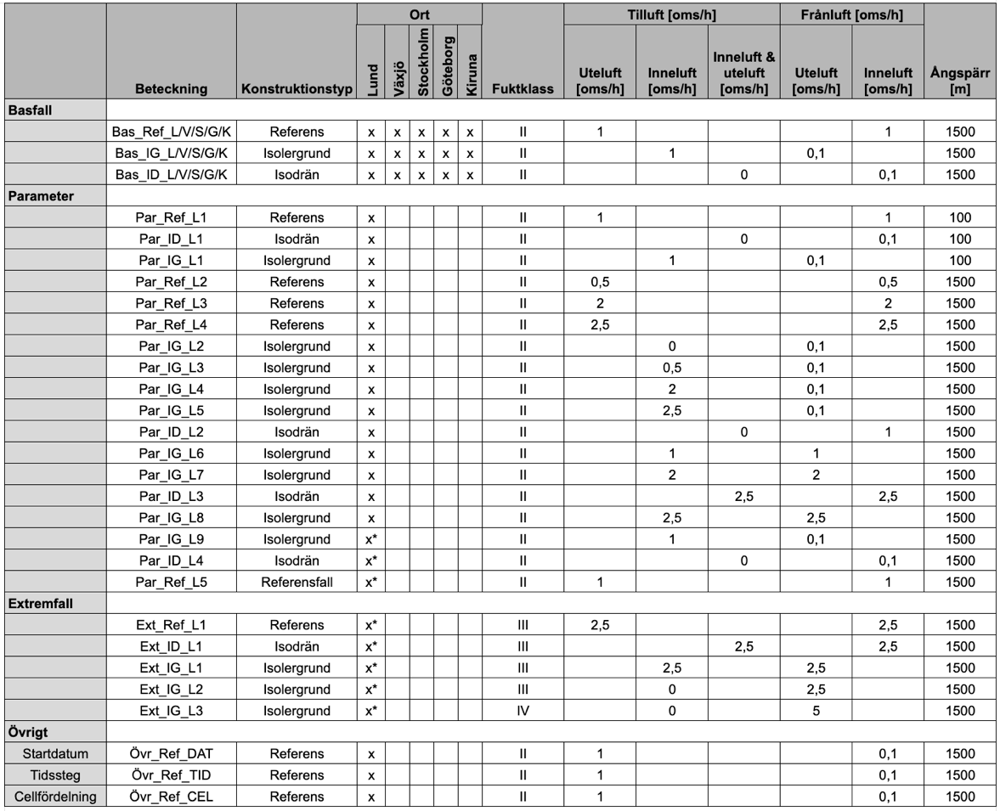 Ort Tilluft [oms/h] Frånluft [oms/h]
Beteckning Konstruktionstyp Lund Växjö Stockholm Göteborg Kiruna Fuktklass Uteluft [oms/h] Inneluft [oms/h] Inneluft & uteluft [oms/h] Uteluft [oms/h] Inneluft [oms/h] Ångspärr [m]
Basfall
Bas_Ref_L/V/S/G/K Referens x x x x x II 1 1 1500
Bas_IG_L/V/S/G/K Isolergrund x x x x x II 1 0,1 1500
Bas_ID_L/V/S/G/K Isodrän x x x x x II 0 0,1 1500
Parameter
Par_Ref_L1 Referens x II 1 1 100
Par_ID_L1 Isodrän x II 0 0,1 100
Par_IG_L1 Isolergrund x II 1 0,1 100
Par_Ref_L2 Referens x II 0,5 0,5 1500
Par_Ref_L3 Referens x II 2 2 1500
Par_Ref_L4 Referens x II 2,5 2,5 1500
Par_IG_L2 Isolergrund x II 0 0,1 1500
Par_IG_L3 Isolergrund x II 0,5 0,1 1500
Par_IG_L4 Isolergrund x II 2 0,1 1500
Par_IG_L5 Isolergrund x II 2,5 0,1 1500
Par_ID_L2 Isodrän x II 0 1 1500
Par_IG_L6 Isolergrund x II 1 1 1500
Par_IG_L7 Isolergrund x II 2 2 1500
Par_ID_L3 Isodrän x II 2,5 2,5 1500
Par_IG_L8 Isolergrund x II 2,5 2,5 1500
Par_IG_L9 Isolergrund x* II 1 0,1 1500
Par_ID_L4 Isodrän x* II 0 0,1 1500
Par_Ref_L5 Referensfall x* II 1 1 1500
Extremfall
Ext_Ref_L1 Referens x* III 2,5 2,5 1500
Ext_ID_L1 Isodrän x* III 2,5 2,5 1500
Ext_IG_L1 Isolergrund x* III 2,5 2,5 1500
Ext_IG_L2 Isolergrund x* III 0 2,5 1500
Ext_IG_L3 Isolergrund x* IV 0 5 1500
Övrigt
Startdatum Övr_Ref_DAT Referens x II 1 0,1 1500
Tidssteg Övr_Ref_TID Referens x II 1 0,1 1500
Cellfördelning Övr_Ref_CEL Referens x II 1 0,1 1500